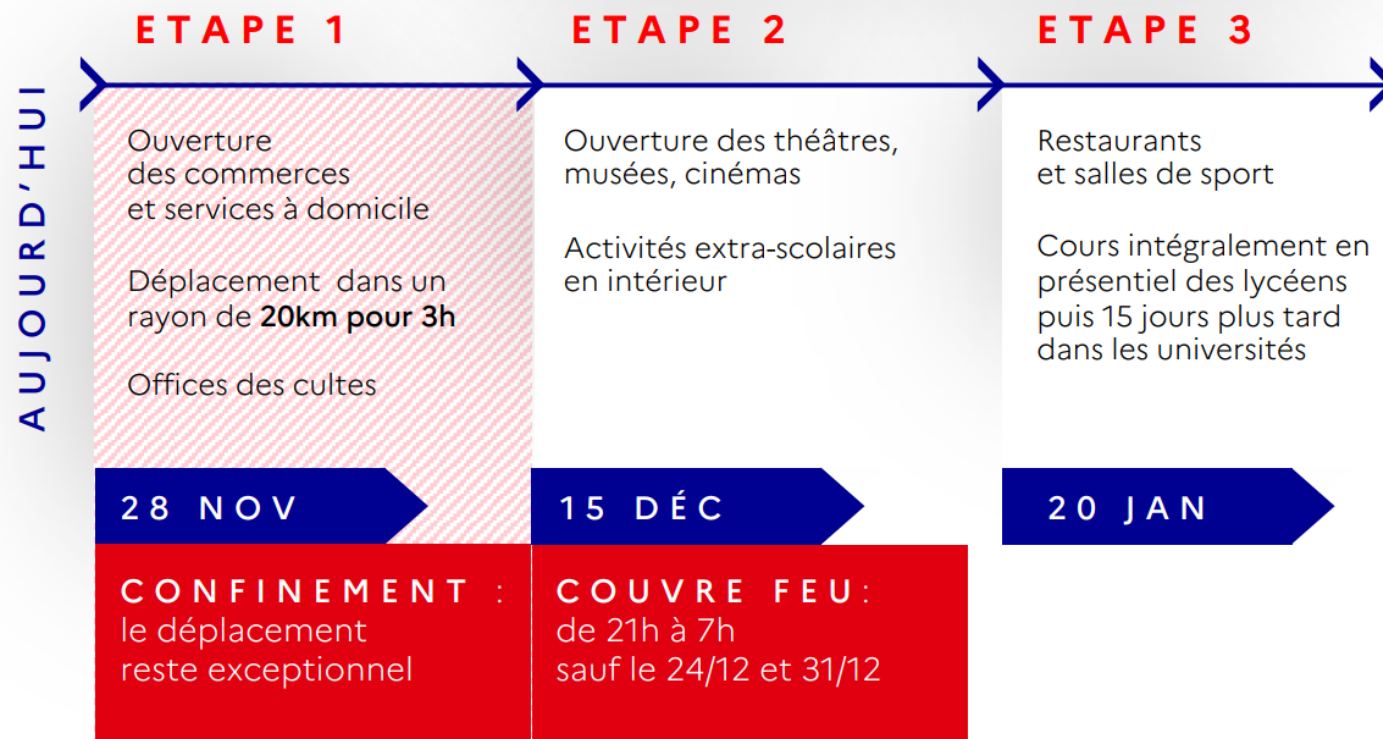 AUJOURD'HUI
ETAPE 1
Ouverture
des commerces
et services à domicile
Déplacement dans un
rayon de 20km pour 3h
Offices des cultes
28 NOV
CONFINEMENT :
le déplacement
reste exceptionnel
ETAPE 2
Ouverture des théâtres,
musées, cinémas
Activités extra-scolaires
en intérieur
15 DÉC
COUVRE FEU:
de 21h à 7h
sauf le 24/12 et 31/12
ETAPE 3
Restaurants
et salles de sport
Cours intégralement en
présentiel des lycéens
puis 15 jours plus tard
dans les universités
20 JAN